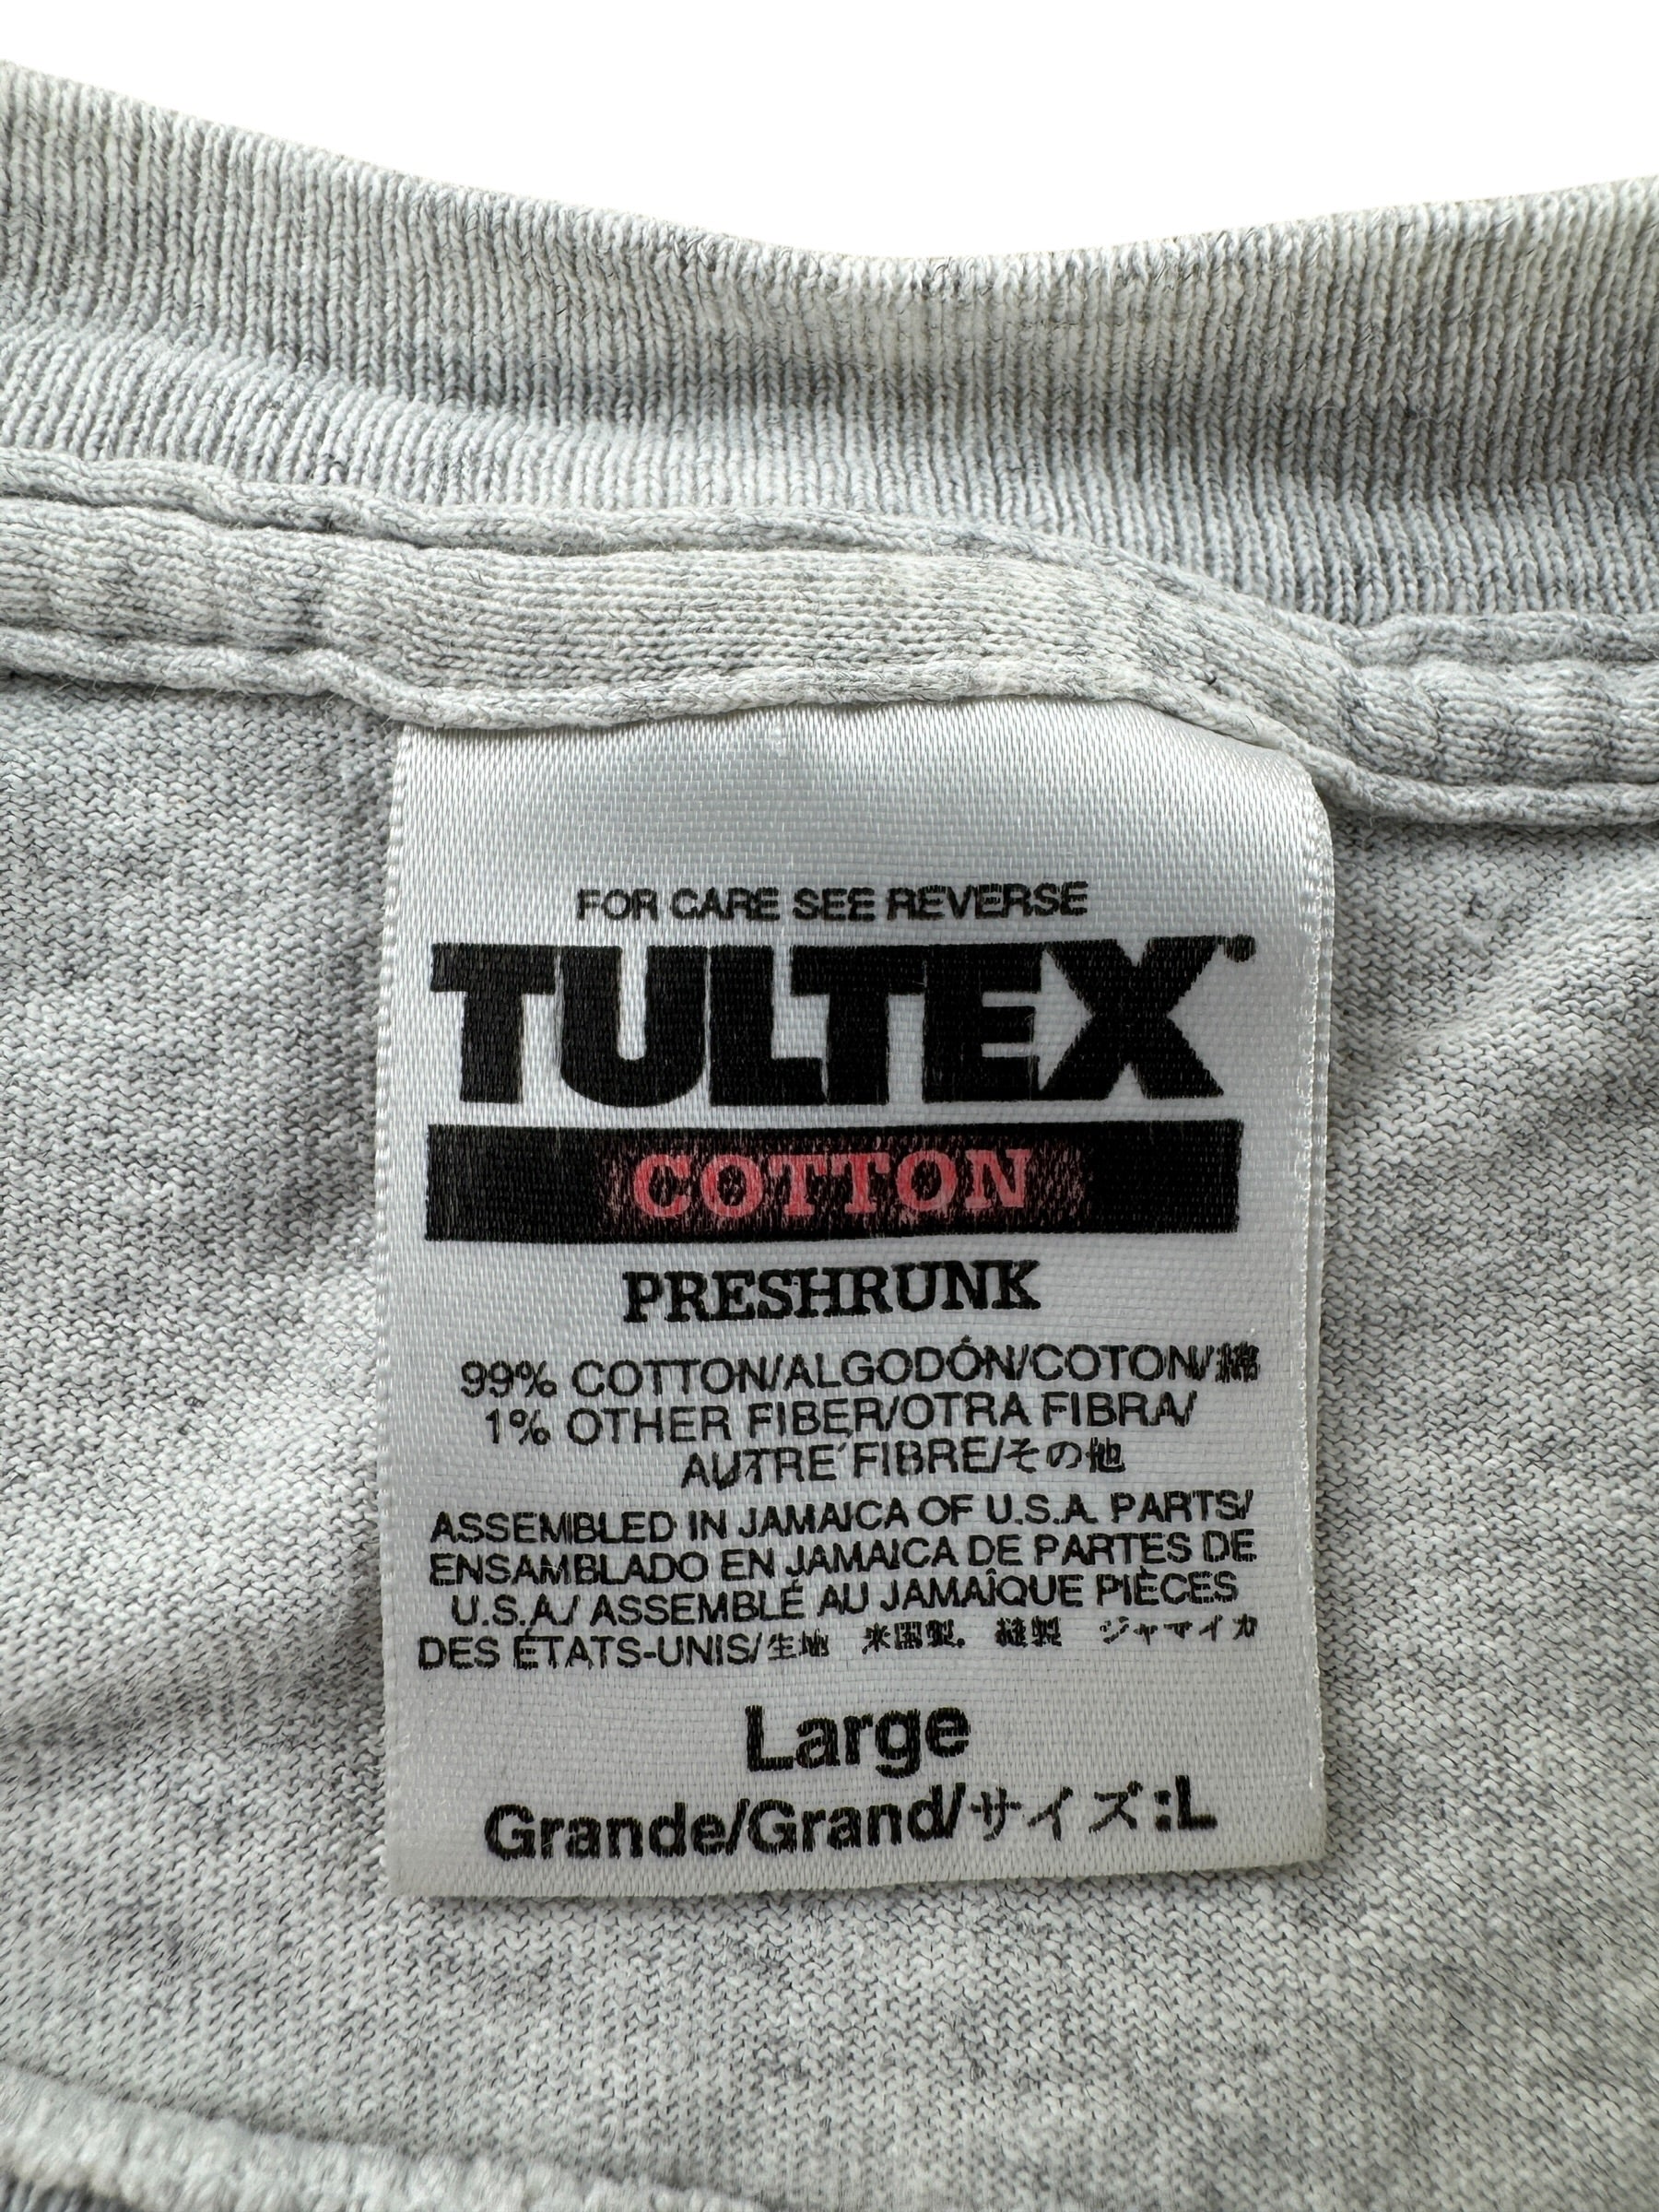 FOR CARE SEE REVERSE
TULTEX
COTTON
PRESHRUNK
99% COTTON/ALGODÓN/COTON/綿
1% OTHER FIBER/OTRA FIBRA/
AUTRE FIBRE/その他
ASSEMBLED IN JAMAICA OF U.S.A. PARTS/
ENSAMBLADO EN JAMAICA DE PARTES DE
U.S.A./ ASSEMBLÉ AU JAMAÎQUE PIÈCES
DES ÉTATS-UNIS/生地 米国製. 縫製 ジャマイカ
Large
Grande/Grand/サイズ:L